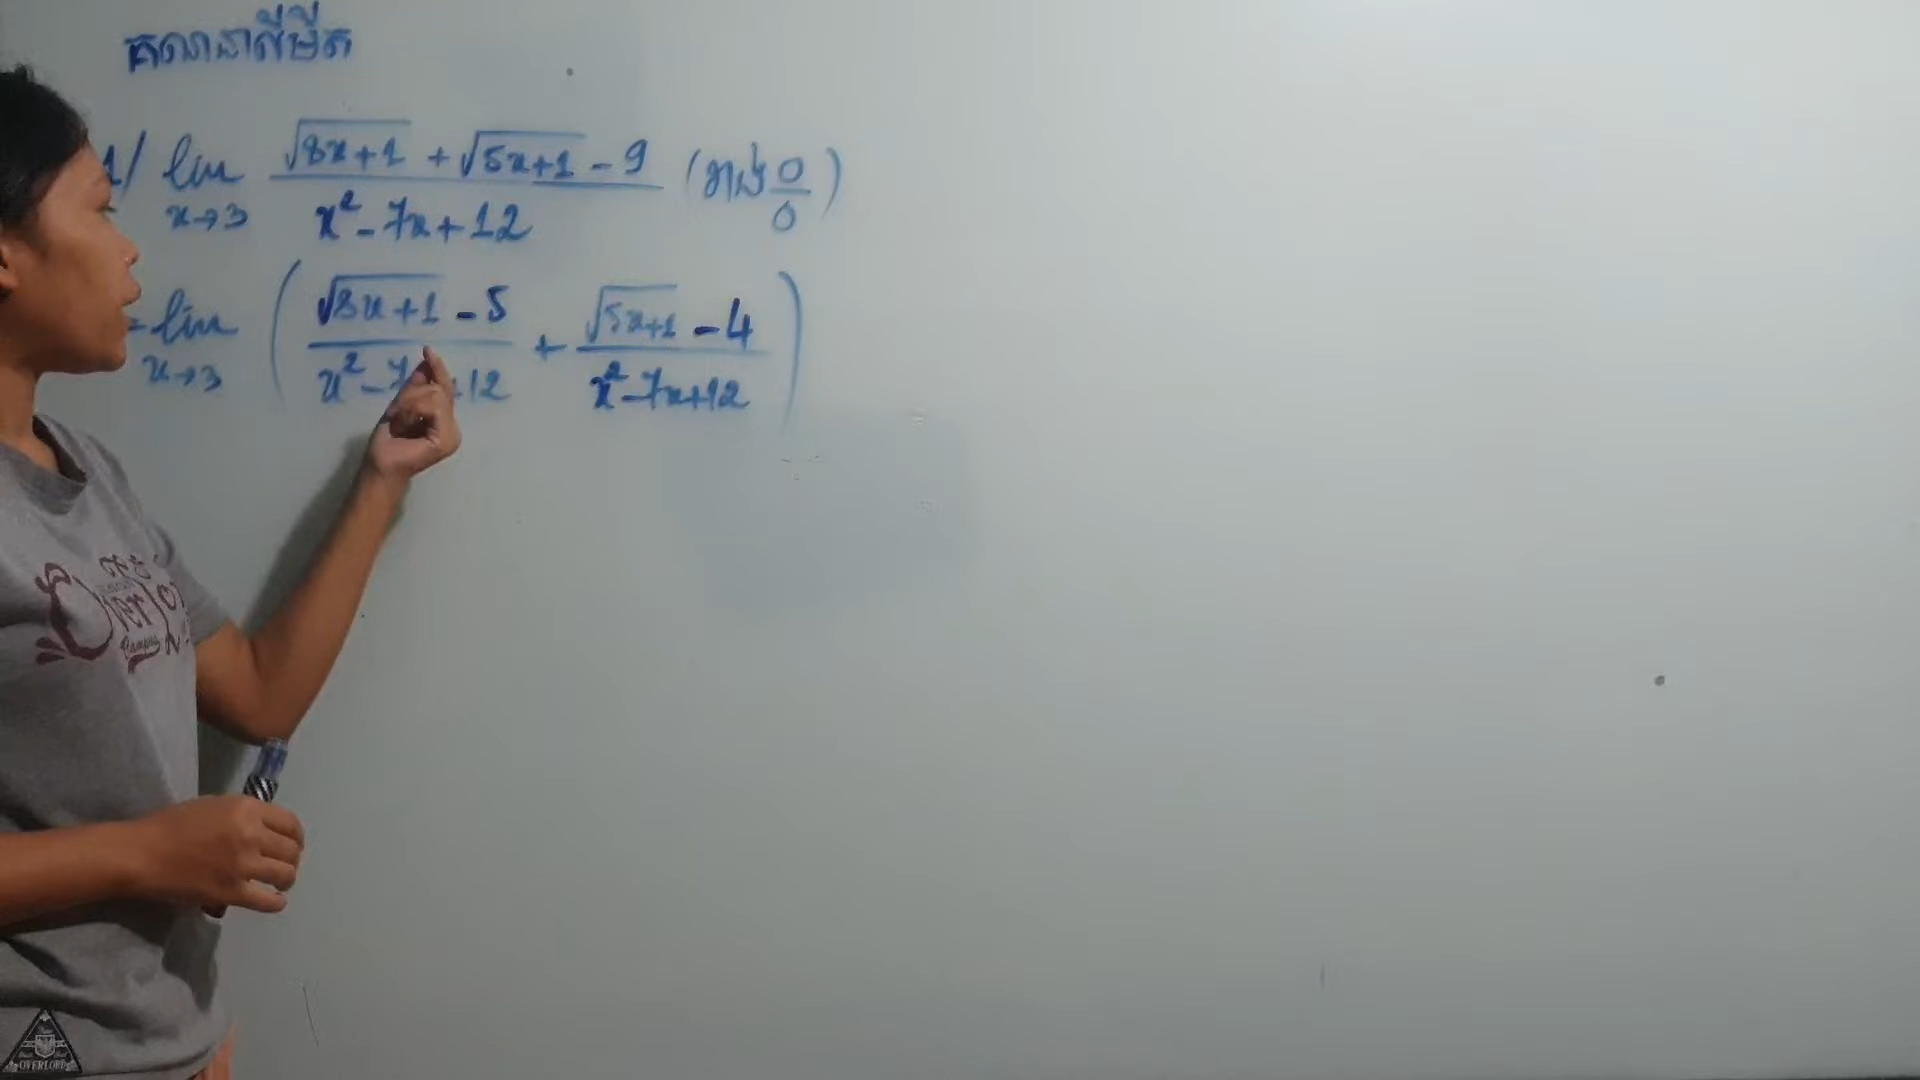 គណនាលីមីត
1/ lim x→3 (√(8x+1) + √(5x+1) - 9) / (x² - 7x + 12) (រាង 0/0)
= lim x→3 ( (√(8x+1) - 5) / (x² - 7x + 12) + (√(5x+1) - 4) / (x² - 7x + 12) )
OVERLORD